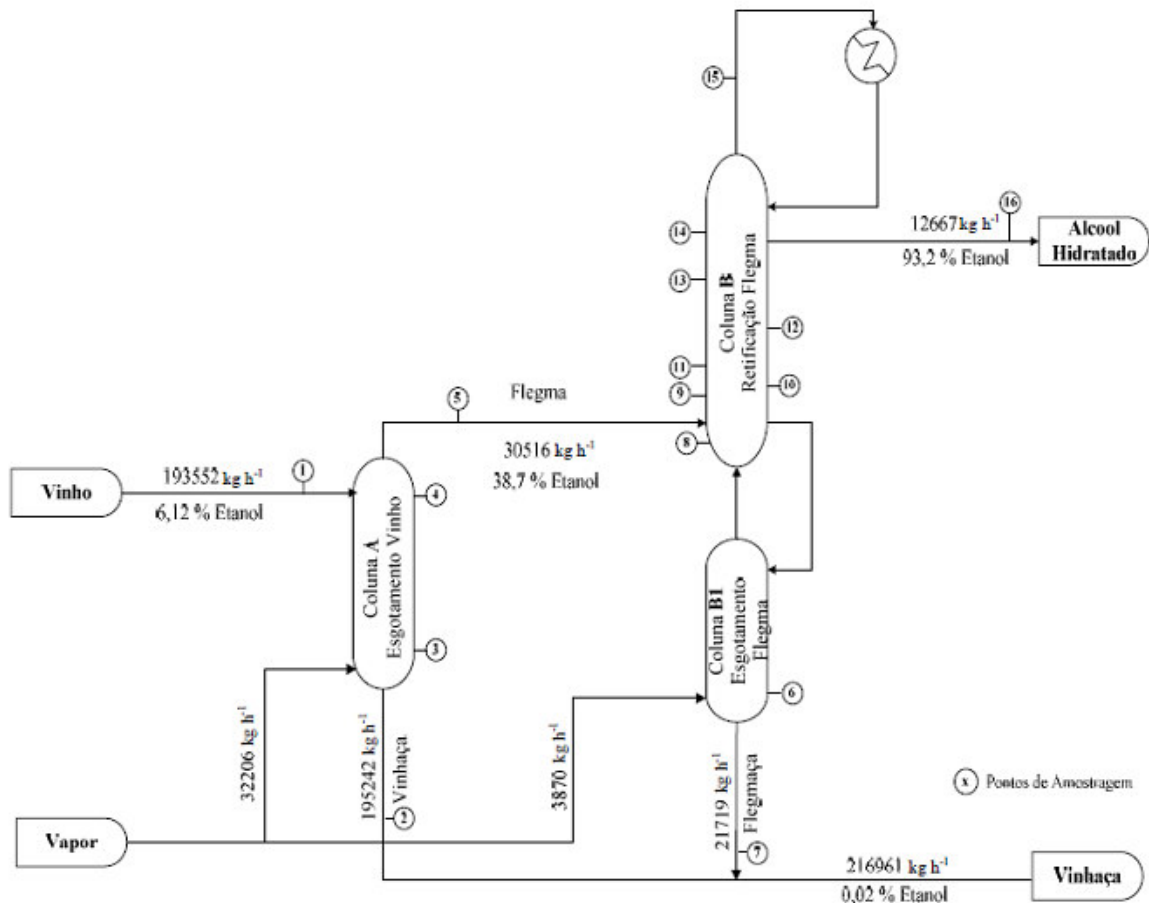 15
16
12667 kg h⁻¹
Alcool
Hidratado
93,2 % Etanol
14
13
12
11
10
9
8
Coluna B
Retificação Flegma
5
Flegma
30516 kg h⁻¹
38,7 % Etanol
Vinho
193552 kg h⁻¹
1
6,12 % Etanol
4
3
Coluna A
Esgotamento Vinho
Coluna B1
Esgotamento
Flegma
6
32206 kg h⁻¹
195242 kg h⁻¹
Vinhaça
2
3870 kg h⁻¹
21719 kg h⁻¹
Flegmaça
7
x Pontos de Amostragem
Vapor
216961 kg h⁻¹
0,02 % Etanol
Vinhaça